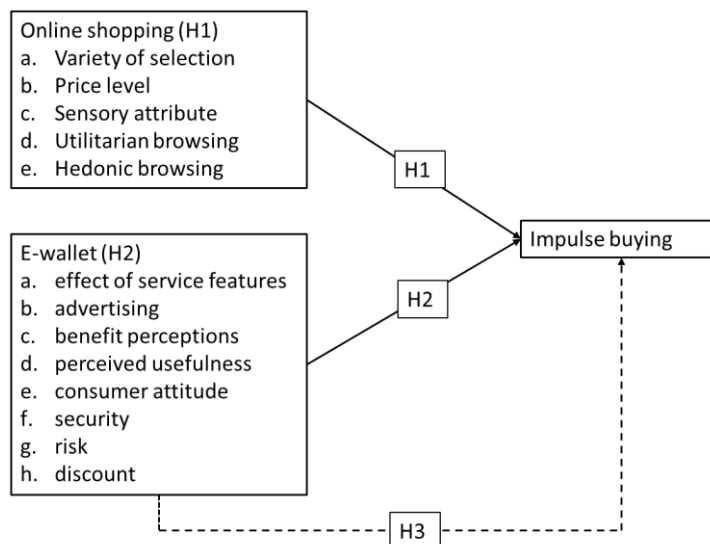 Online shopping (H1)
a. Variety of selection
b. Price level
c. Sensory attribute
d. Utilitarian browsing
e. Hedonic browsing
H1
Impulse buying
E-wallet (H2)
a. effect of service features
b. advertising
c. benefit perceptions
d. perceived usefulness
e. consumer attitude
f. security
g. risk
h. discount
H2
H3